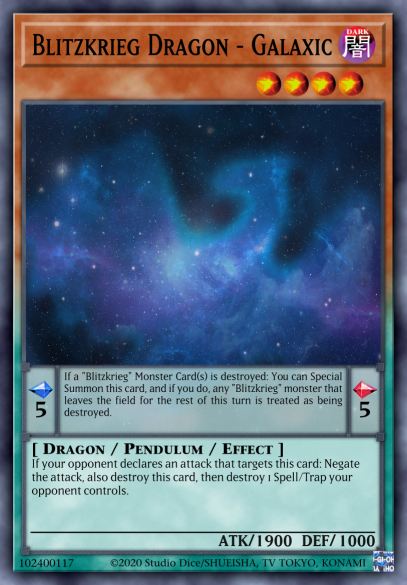 Blitzkrieg Dragon - Galaxic
DARK
闇
If a "Blitzkrieg" Monster Card(s) is destroyed: You can Special
Summon this card, and if you do, any "Blitzkrieg" monster that
leaves the field for the rest of this turn is treated as being
destroyed.
5
5
[ Dragon / Pendulum / Effect ]
If your opponent declares an attack that targets this card: Negate
the attack, also destroy this card, then destroy 1 Spell/Trap your
opponent controls.
ATK/1900 DEF/1000
102400117
©2020 Studio Dice/SHUEISHA, TV TOKYO, KONAMI